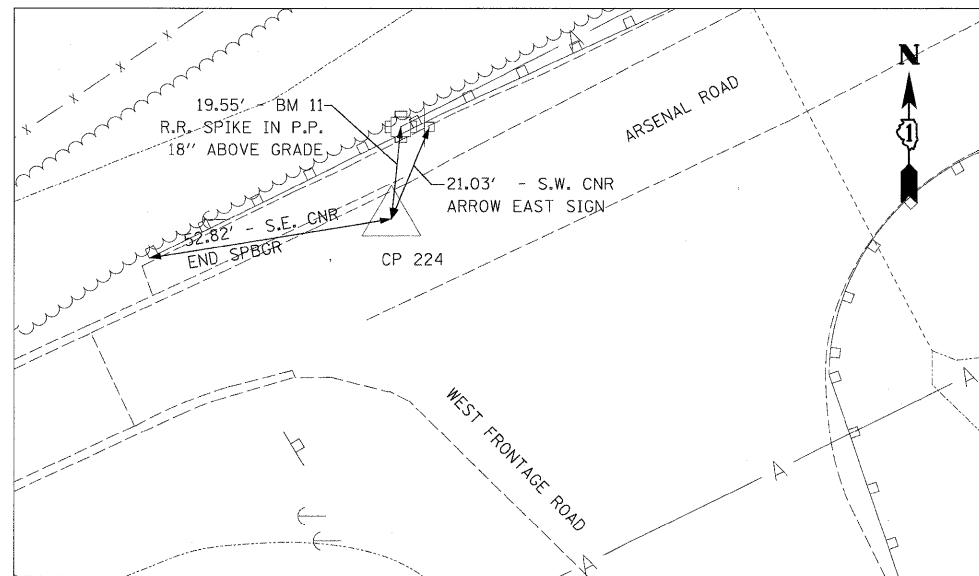 N
1
19.55' - BM 11
R.R. SPIKE IN P.P.
18" ABOVE GRADE
ARSENAL ROAD
21.03' - S.W. CNR
ARROW EAST SIGN
52.82' - S.E. CNR
END SPBGR
CP 224
WEST FRONTAGE ROAD
x
x
x
A
A
A